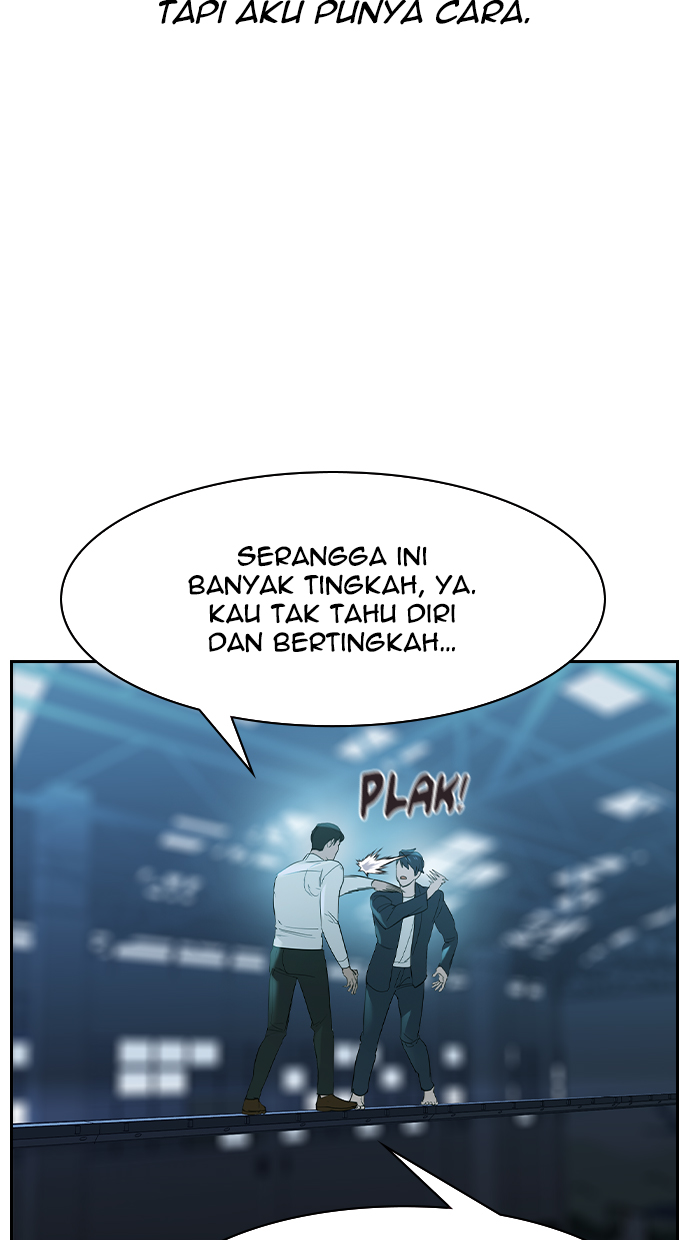 TAPI AKU PUNYA CARA.
SERANGGA INI
BANYAK TINGKAH, YA.
KAU TAK TAHU DIRI
DAN BERTINGKAH...
PLAK!